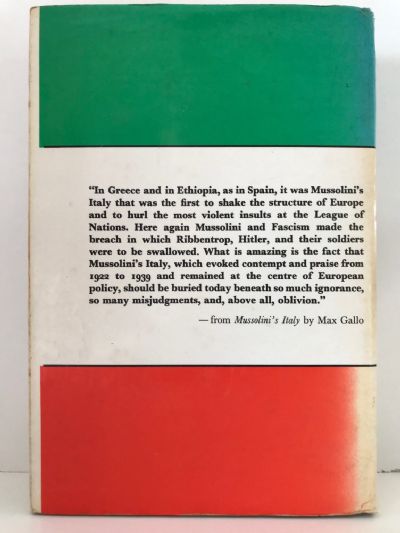 “In Greece and in Ethiopia, as in Spain, it was Mussolini’s
Italy that was the first to shake the structure of Europe
and to hurl the most violent insults at the League of
Nations. Here again Mussolini and Fascism made the
breach in which Ribbentrop, Hitler, and their soldiers
were to be swallowed. What is amazing is the fact that
Mussolini’s Italy, which evoked contempt and praise from
1922 to 1939 and remained at the centre of European
policy, should be buried today beneath so much ignorance,
so many misjudgments, and, above all, oblivion.”
—from Mussolini’s Italy by Max Gallo